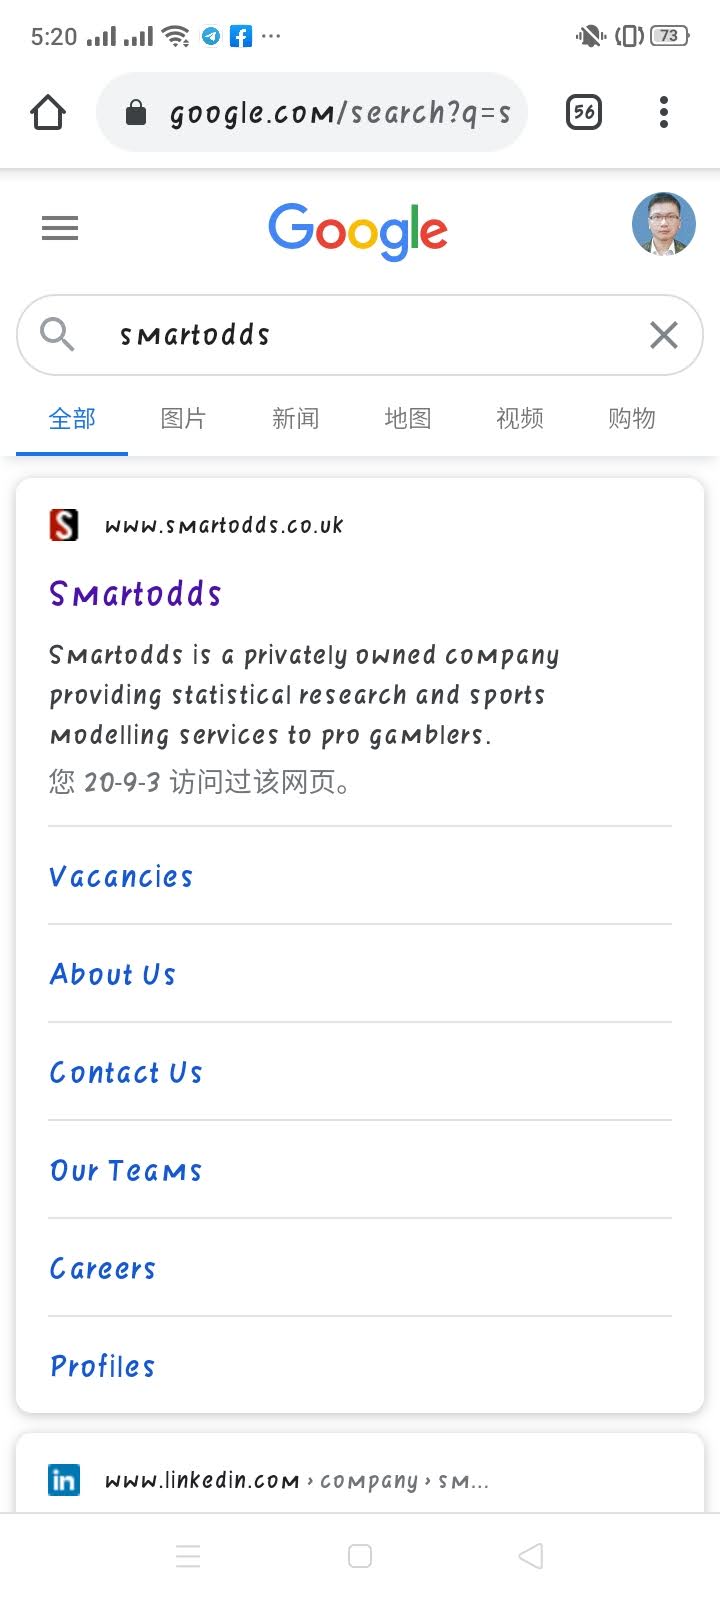 5:20
73
google.com/search?q=s
56
Google
smartodds
全部 图片 新闻 地图 视频 购物
www.smartodds.co.uk
Smartodds
Smartodds is a privately owned company
providing statistical research and sports
modelling services to pro gamblers.
您 20-9-3 访问过该网页。
Vacancies
About Us
Contact Us
Our Teams
Careers
Profiles
in www.linkedin.com › company › sm...